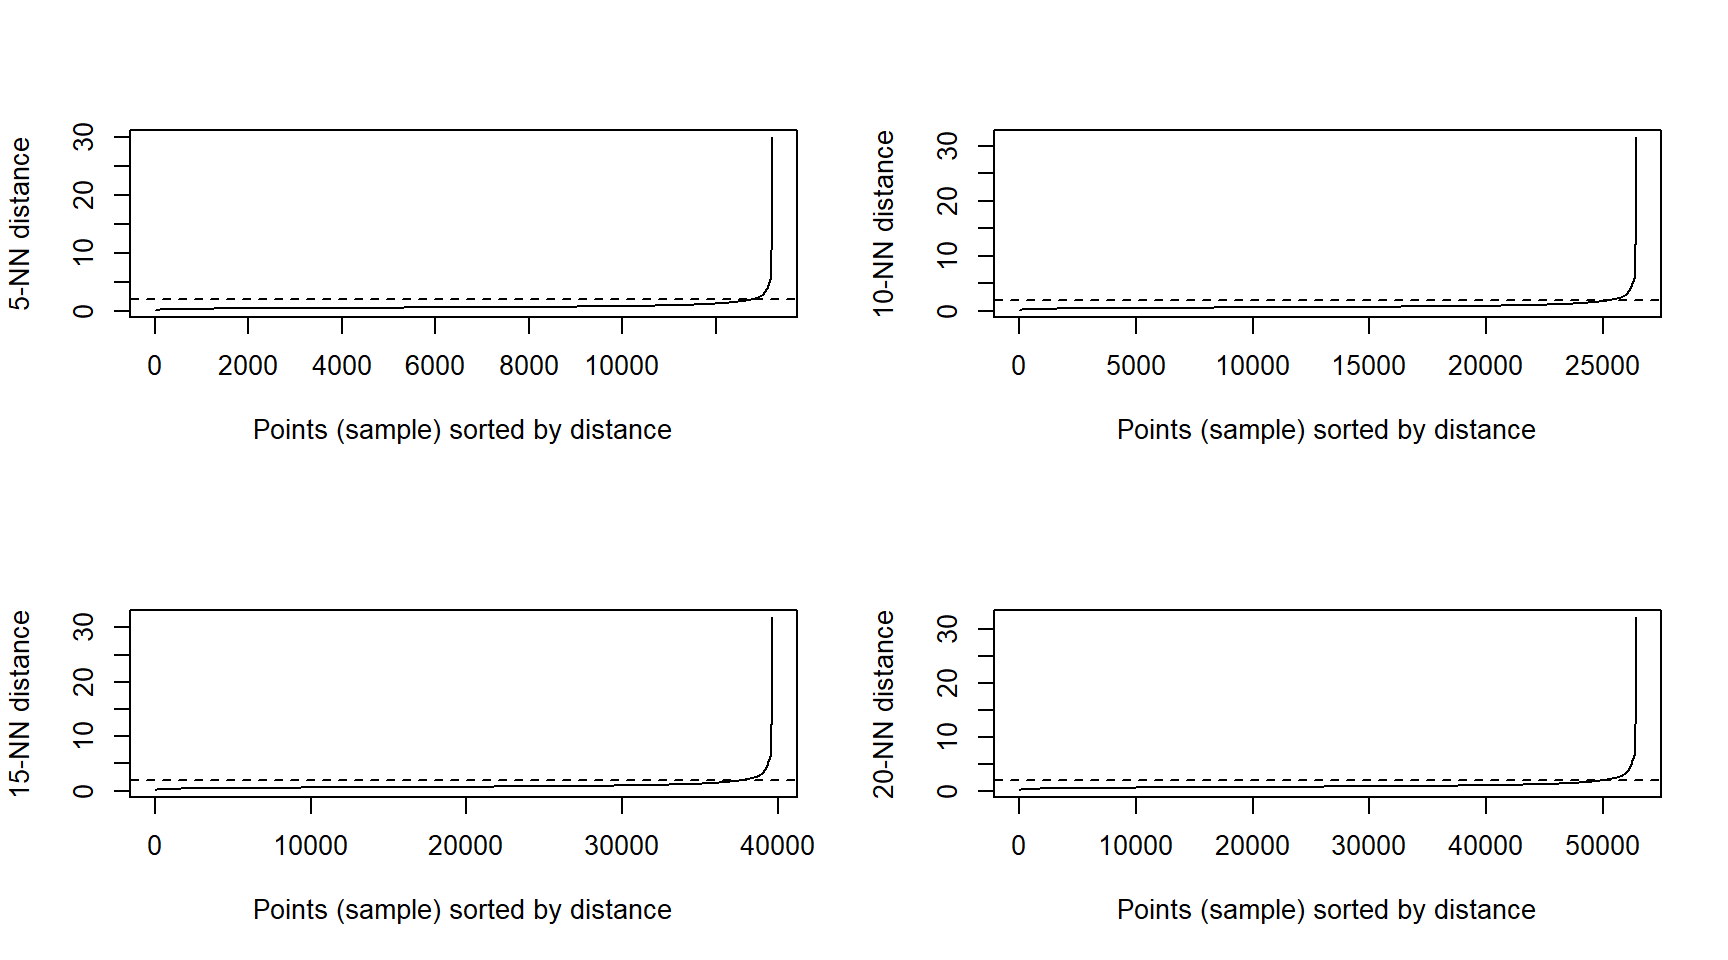 5-NN distance
0 10 20 30
0 2000 4000 6000 8000 10000
Points (sample) sorted by distance
10-NN distance
0 10 20 30
0 5000 10000 15000 20000 25000
Points (sample) sorted by distance
15-NN distance
0 10 20 30
0 10000 20000 30000 40000
Points (sample) sorted by distance
20-NN distance
0 10 20 30
0 10000 20000 30000 40000 50000
Points (sample) sorted by distance